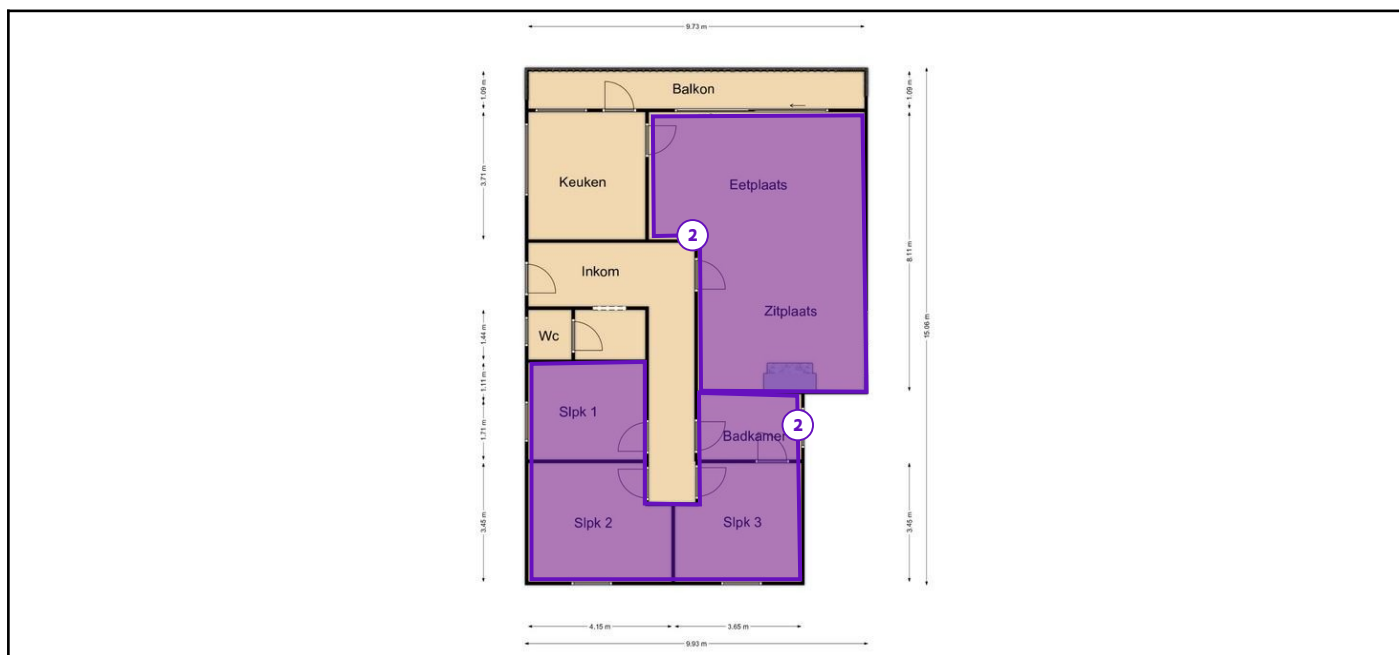 9.73 m
Balkon
1.09 m
1.09 m
Keuken
3.71 m
Eetplaats
2
8.11 m
Inkom
Zitplaats
15.06 m
Wc
1.44 m
1.11 m
Slpk 1
1.71 m
Badkamer
2
Slpk 2
Slpk 3
3.45 m
3.45 m
4.15 m
3.65 m
9.93 m